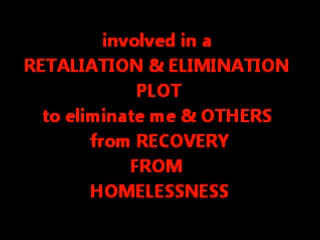 involved in a
RETALIATION & ELIMINATION
PLOT
to eliminate me & OTHERS
from RECOVERY
FROM
HOMELESSNESS